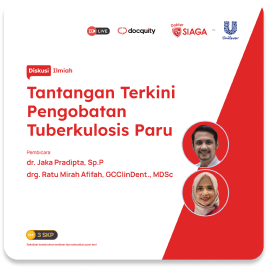 LIVE docquity Dokter SIAGA Unilever
Diskusi Ilmiah
Tantangan Terkini
Pengobatan
Tuberkulosis Paru
Pembicara
dr. Jaka Pradipta, Sp.P
drg. Ratu Mirah Afifah, GCClinDent., MDSc
3 SKP